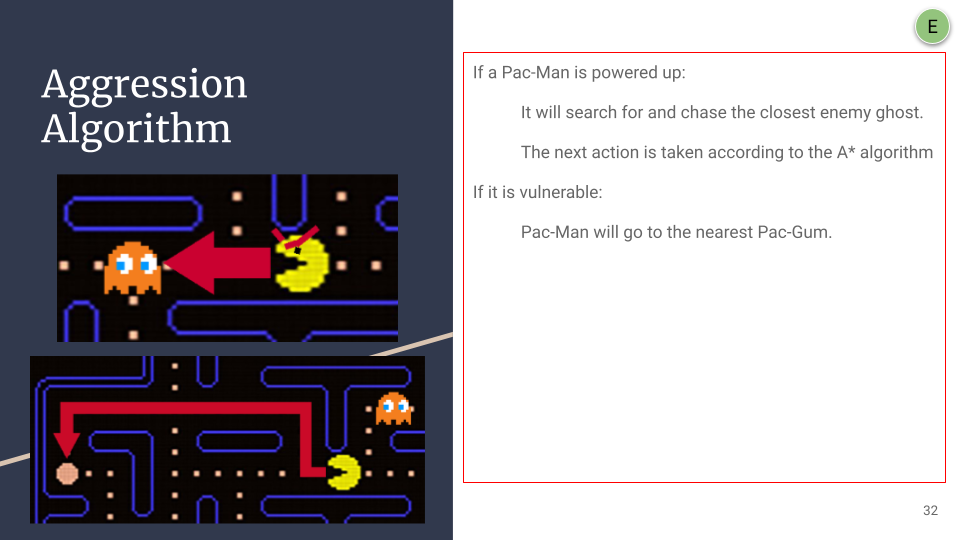 Aggression
Algorithm
E
If a Pac-Man is powered up:
It will search for and chase the closest enemy ghost.
The next action is taken according to the A* algorithm
If it is vulnerable:
Pac-Man will go to the nearest Pac-Gum.
32